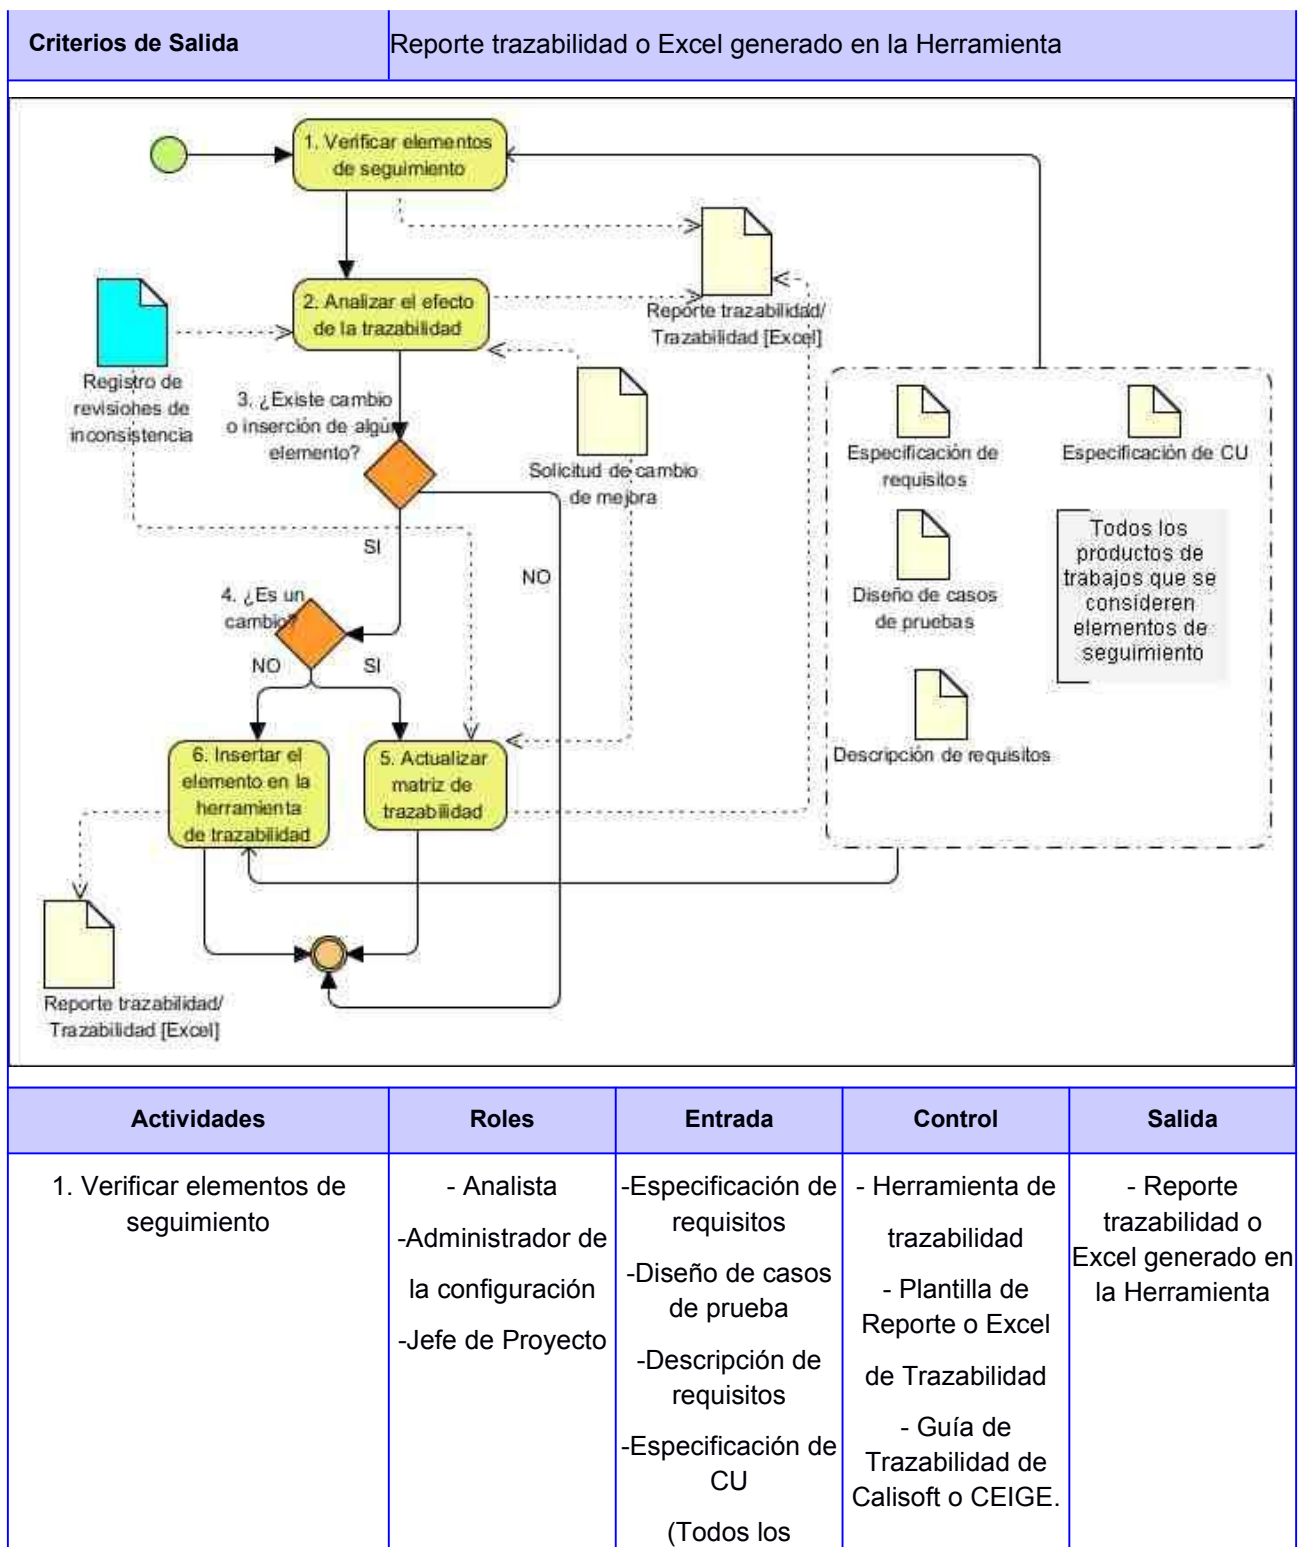 Criterios de Salida
Reporte trazabilidad o Excel generado en la Herramienta
1. Verificar elementos
de seguimiento
2. Analizar el efecto
de la trazabilidad
Reporte trazabilidad/
Trazabilidad [Excel]
Registro de
revisiones de
inconsistencia
3. ¿Existe cambio
o inserción de algún
elemento?
Solicitud de cambio
de mejora
Especificación de
requisitos
Especificación de CU
Diseño de casos
de pruebas
Todos los
productos de
trabajos que se
consideren
elementos de
seguimiento
Descripción de requisitos
SI
NO
4. ¿Es un
cambio?
NO
SI
6. Insertar el
elemento en la
herramienta
de trazabilidad
5. Actualizar
matriz de
trazabilidad
Reporte trazabilidad/
Trazabilidad [Excel]
Actividades
Roles
Entrada
Control
Salida
1. Verificar elementos de
seguimiento
- Analista
-Administrador de
la configuración
-Jefe de Proyecto
-Especificación de
requisitos
-Diseño de casos
de prueba
-Descripción de
requisitos
-Especificación de
CU
(Todos los
- Herramienta de
trazabilidad
- Plantilla de
Reporte o Excel
de Trazabilidad
- Guía de
Trazabilidad de
Calisoft o CEIGE.
- Reporte
trazabilidad o
Excel generado en
la Herramienta